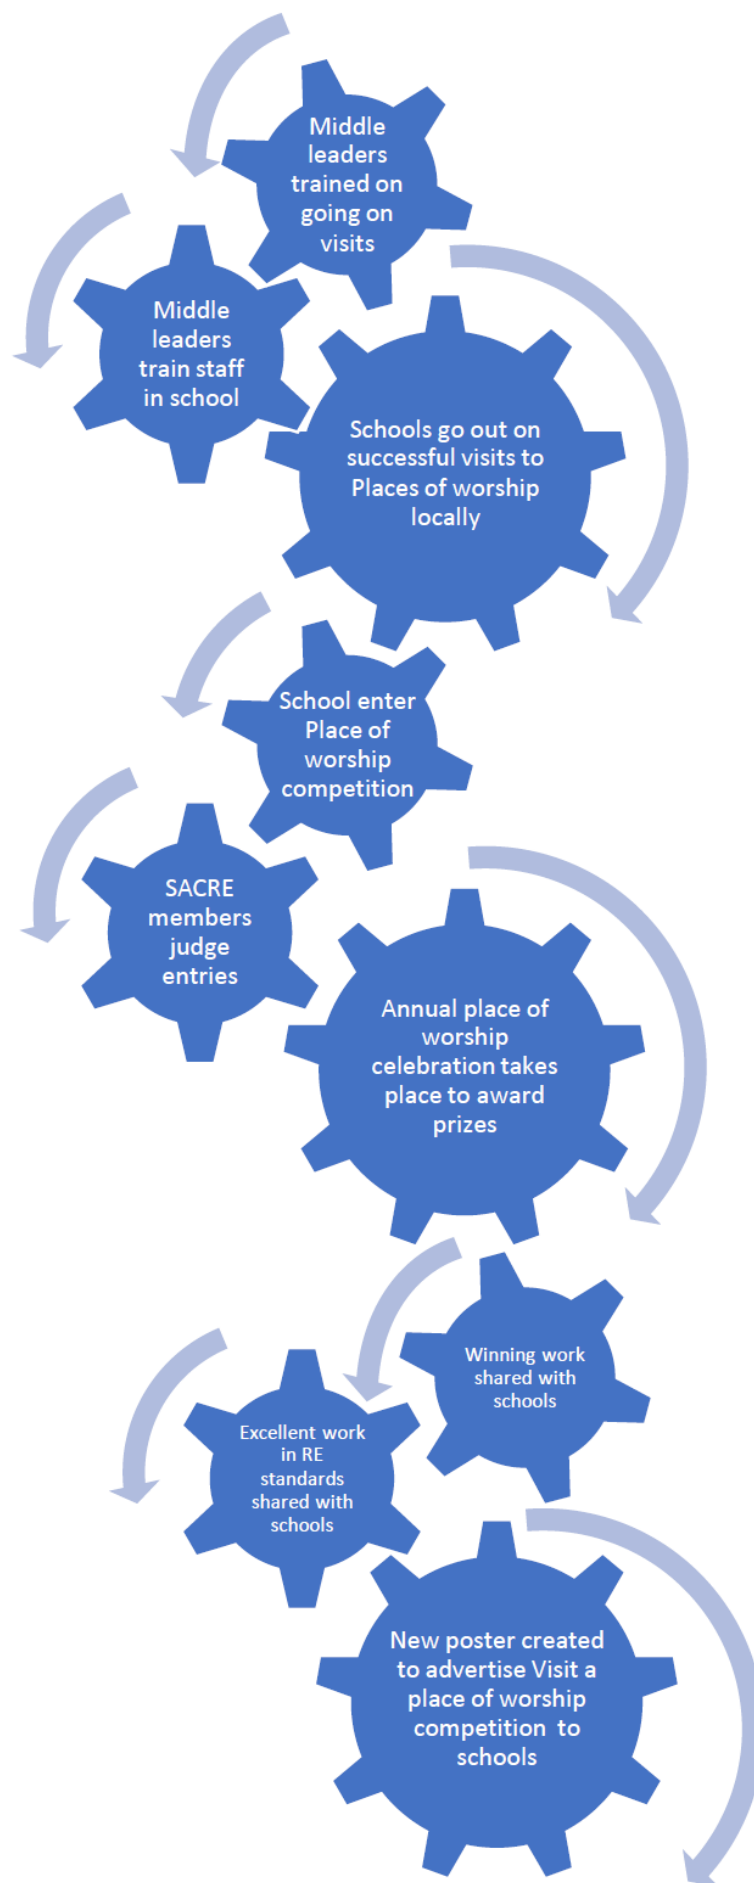 Middle
leaders
trained on
going on
visits
Middle
leaders
train staff
in school
Schools go out on
successful visits to
Places of worship
locally
School enter
Place of
worship
competition
SACRE
members
judge
entries
Annual place of
worship
celebration takes
place to award
prizes
Winning work
shared with
schools
Excellent work
in RE
standards
shared with
schools
New poster created
to advertise Visit a
place of worship
competition to
schools